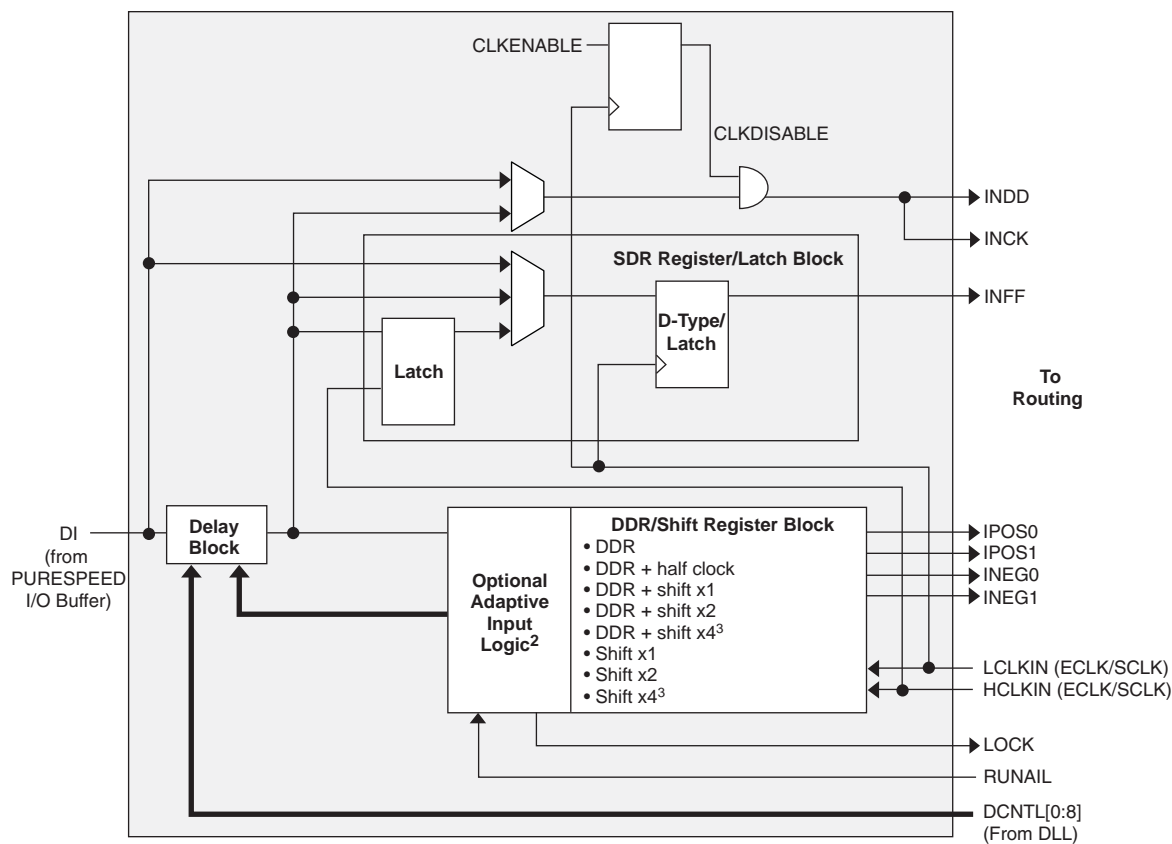 CLKENABLE
CLKDISABLE
INDD
INCK
SDR Register/Latch Block
INFF
D-Type/
Latch
Latch
To
Routing
DI
(from
PURESPEED
I/O Buffer)
Delay
Block
Optional
Adaptive
Input
Logic2
DDR/Shift Register Block
• DDR
• DDR + half clock
• DDR + shift x1
• DDR + shift x2
• DDR + shift x43
• Shift x1
• Shift x2
• Shift x43
IPOS0
IPOS1
INEG0
INEG1
LCLKIN (ECLK/SCLK)
HCLKIN (ECLK/SCLK)
LOCK
RUNAIL
DCNTL[0:8]
(From DLL)